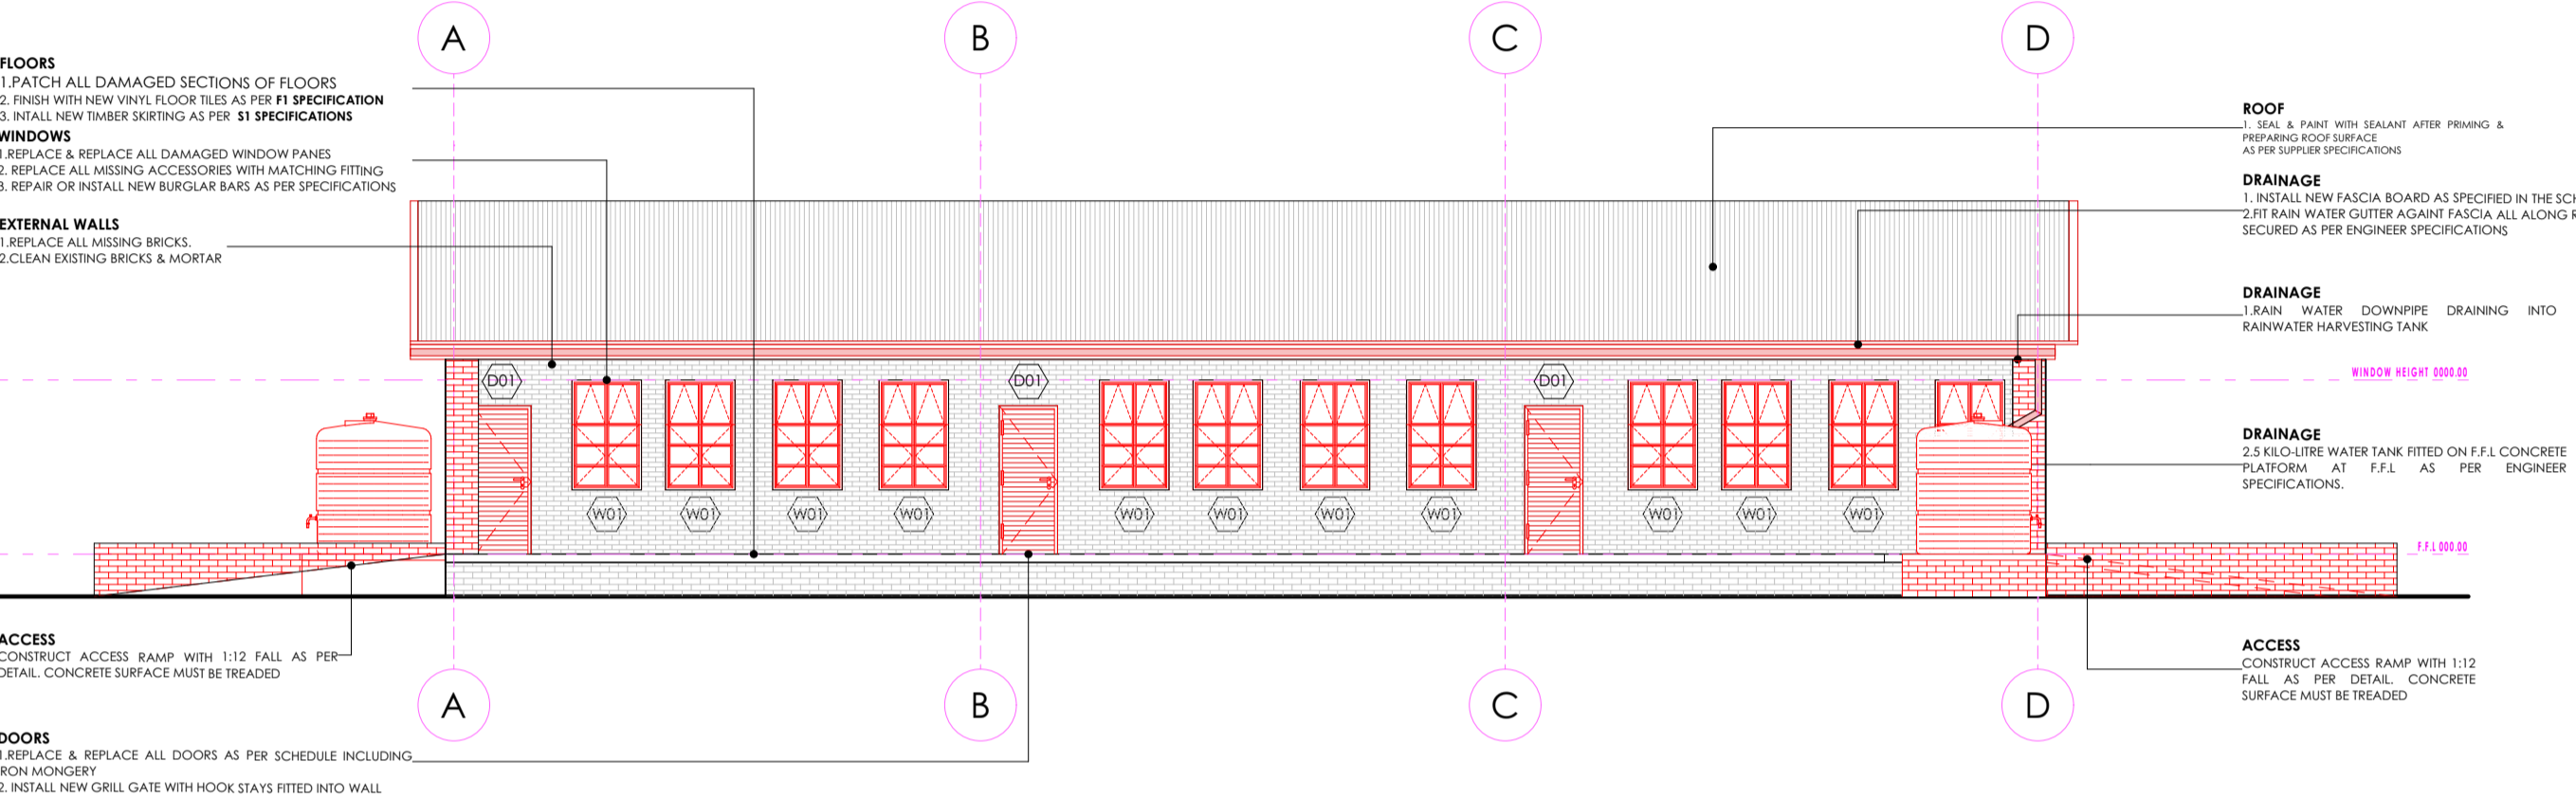 A
B
C
D
FLOORS
1.PATCH ALL DAMAGED SECTIONS OF FLOORS
2. FINISH WITH NEW VINYL FLOOR TILES AS PER F1 SPECIFICATION
3. INTALL NEW TIMBER SKIRTING AS PER S1 SPECIFICATIONS
WINDOWS
1.REPLACE & REPLACE ALL DAMAGED WINDOW PANES
2. REPLACE ALL MISSING ACCESSORIES WITH MATCHING FITTING
3. REPAIR OR INSTALL NEW BURGLAR BARS AS PER SPECIFICATIONS
EXTERNAL WALLS
1.REPLACE ALL MISSING BRICKS.
2.CLEAN EXISTING BRICKS & MORTAR
ROOF
1. SEAL & PAINT WITH SEALANT AFTER PRIMING &
PREPARING ROOF SURFACE
AS PER SUPPLIER SPECIFICATIONS
DRAINAGE
1. INSTALL NEW FASCIA BOARD AS SPECIFIED IN THE SCH
2.FIT RAIN WATER GUTTER AGAINT FASCIA ALL ALONG R
SECURED AS PER ENGINEER SPECIFICATIONS
DRAINAGE
1.RAIN WATER DOWNPIPE DRAINING INTO
RAINWATER HARVESTING TANK
WINDOW HEIGHT 0000.00
DRAINAGE
2.5 KILO-LITRE WATER TANK FITTED ON F.F.L CONCRETE
PLATFORM AT F.F.L AS PER ENGINEER
SPECIFICATIONS.
F.F.L 000.00
D01
D01
D01
W01
W01
W01
W01
W01
W01
W01
W01
W01
W01
W01
ACCESS
CONSTRUCT ACCESS RAMP WITH 1:12 FALL AS PER
DETAIL. CONCRETE SURFACE MUST BE TREADED
ACCESS
CONSTRUCT ACCESS RAMP WITH 1:12
FALL AS PER DETAIL. CONCRETE
SURFACE MUST BE TREADED
A
B
C
D
DOORS
1.REPLACE & REPLACE ALL DOORS AS PER SCHEDULE INCLUDING
RON MONGERY
2. INSTALL NEW GRILL GATE WITH HOOK STAYS FITTED INTO WALL